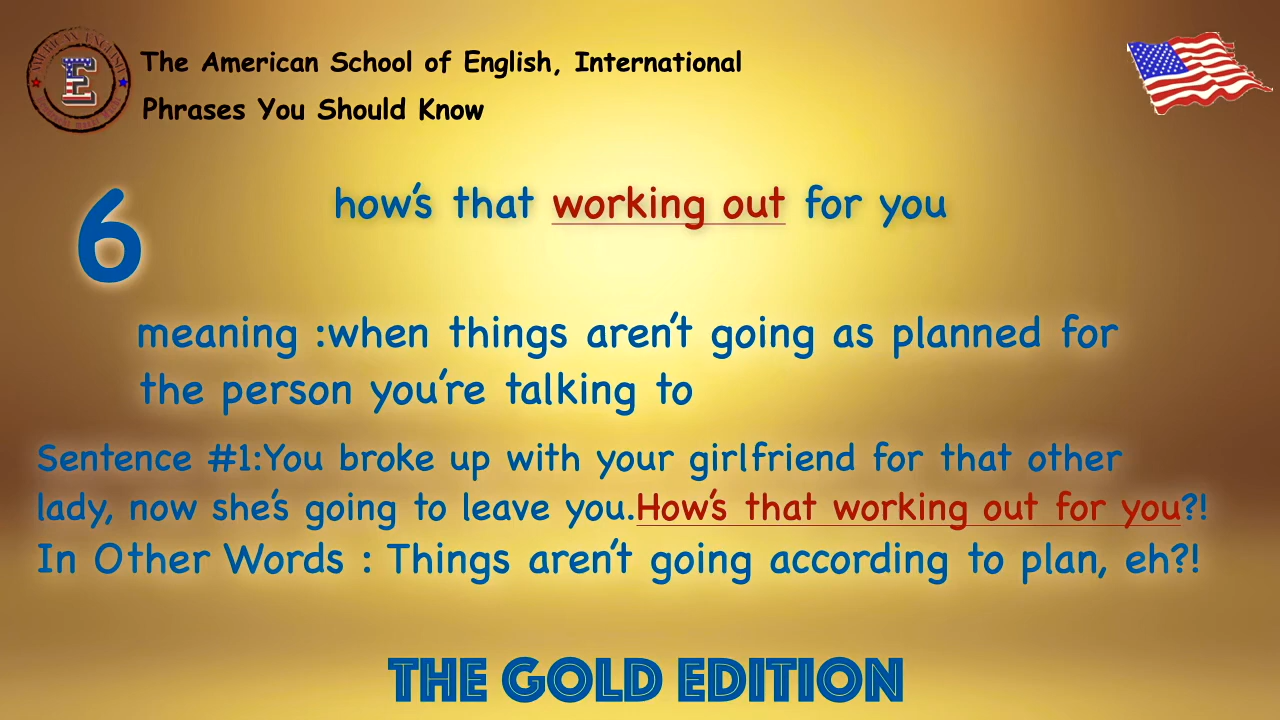 The American School of English, International
Phrases You Should Know
E
6
how's that working out for you
meaning :when things aren't going as planned for
the person you're talking to
Sentence #1:You broke up with your girlfriend for that other
lady, now she's going to leave you.How's that working out for you?!
In Other Words : Things aren't going according to plan, eh?!
THE GOLD EDITION